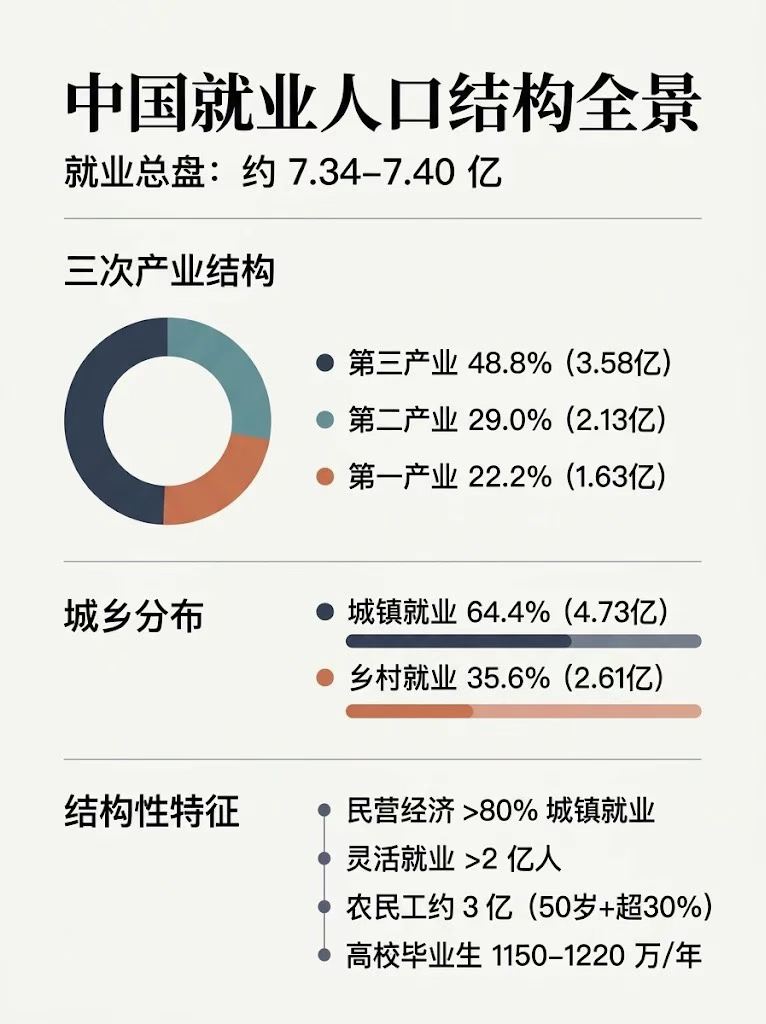 中国就业人口结构全景
就业总盘：约 7.34–7.40 亿
三次产业结构
第三产业 48.8%（3.58亿）
第二产业 29.0%（2.13亿）
第一产业 22.2%（1.63亿）
城乡分布
城镇就业 64.4%（4.73亿）
乡村就业 35.6%（2.61亿）
结构性特征
民营经济 >80% 城镇就业
灵活就业 >2 亿人
农民工约 3 亿（50岁+超30%）
高校毕业生 1150–1220 万/年